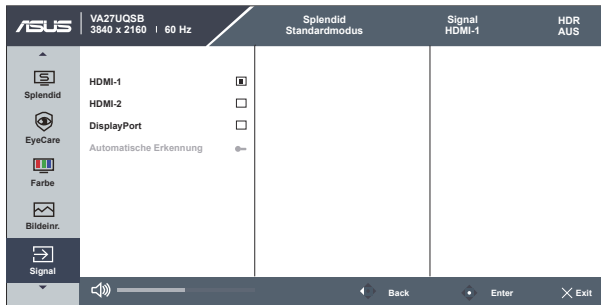 ASUS
VA27UQSB
3840 x 2160 | 60 Hz
Splendid
Standardmodus
Signal
HDMI-1
HDR
AUS
Splendid
EyeCare
Farbe
Bildeinr.
Signal
HDMI-1
HDMI-2
DisplayPort
Automatische Erkennung
Back
Enter
Exit